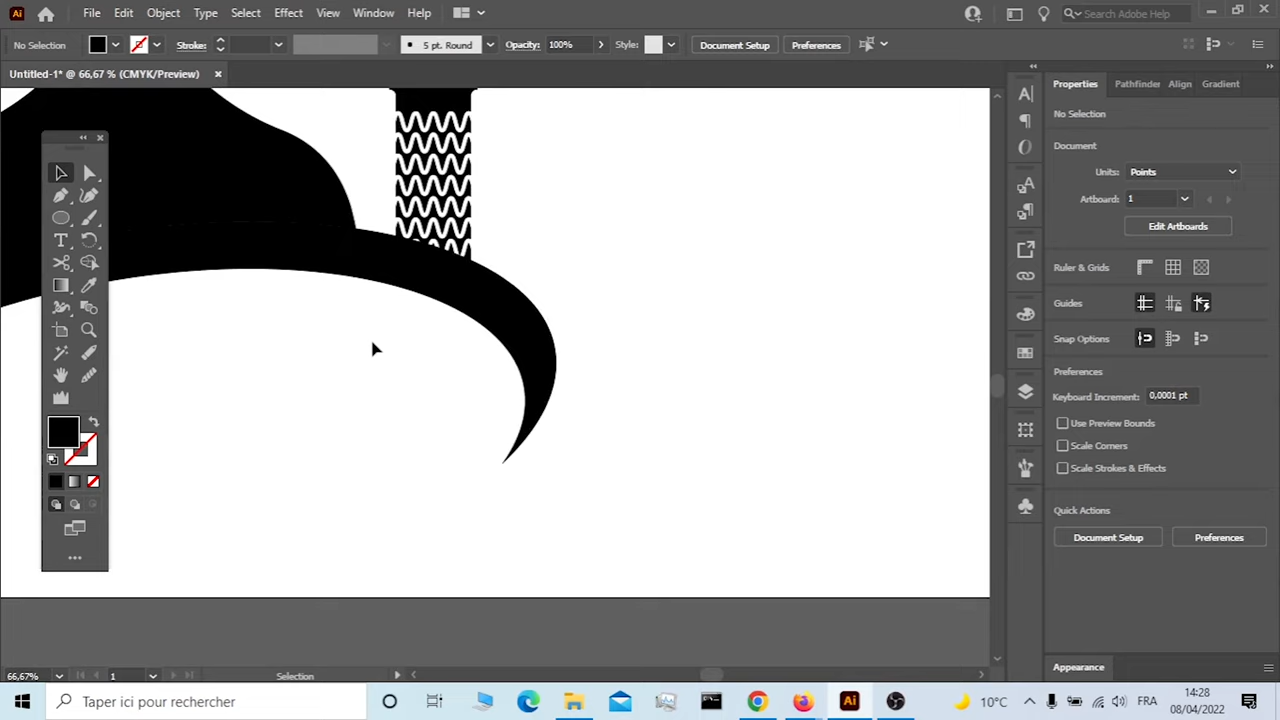 Ai File Edit Object Type Select Effect View Window Help Search Adobe Help
No Selection Stroke: 5 pt. Round Opacity: 100% Style: Document Setup Preferences
Untitled-1* @ 66,67 % (CMYK/Preview)
Properties Pathfinder Align Gradient
No Selection
Document
Units: Points
Artboard: 1
Edit Artboards
Ruler & Grids
Guides
Snap Options
Preferences
Keyboard Increment: 0,0001 pt
Use Preview Bounds
Scale Corners
Scale Strokes & Effects
Quick Actions
Document Setup Preferences
Appearance
66,67% 1 Selection
Taper ici pour rechercher
Ai
10°C FRA
14:28
08/04/2022